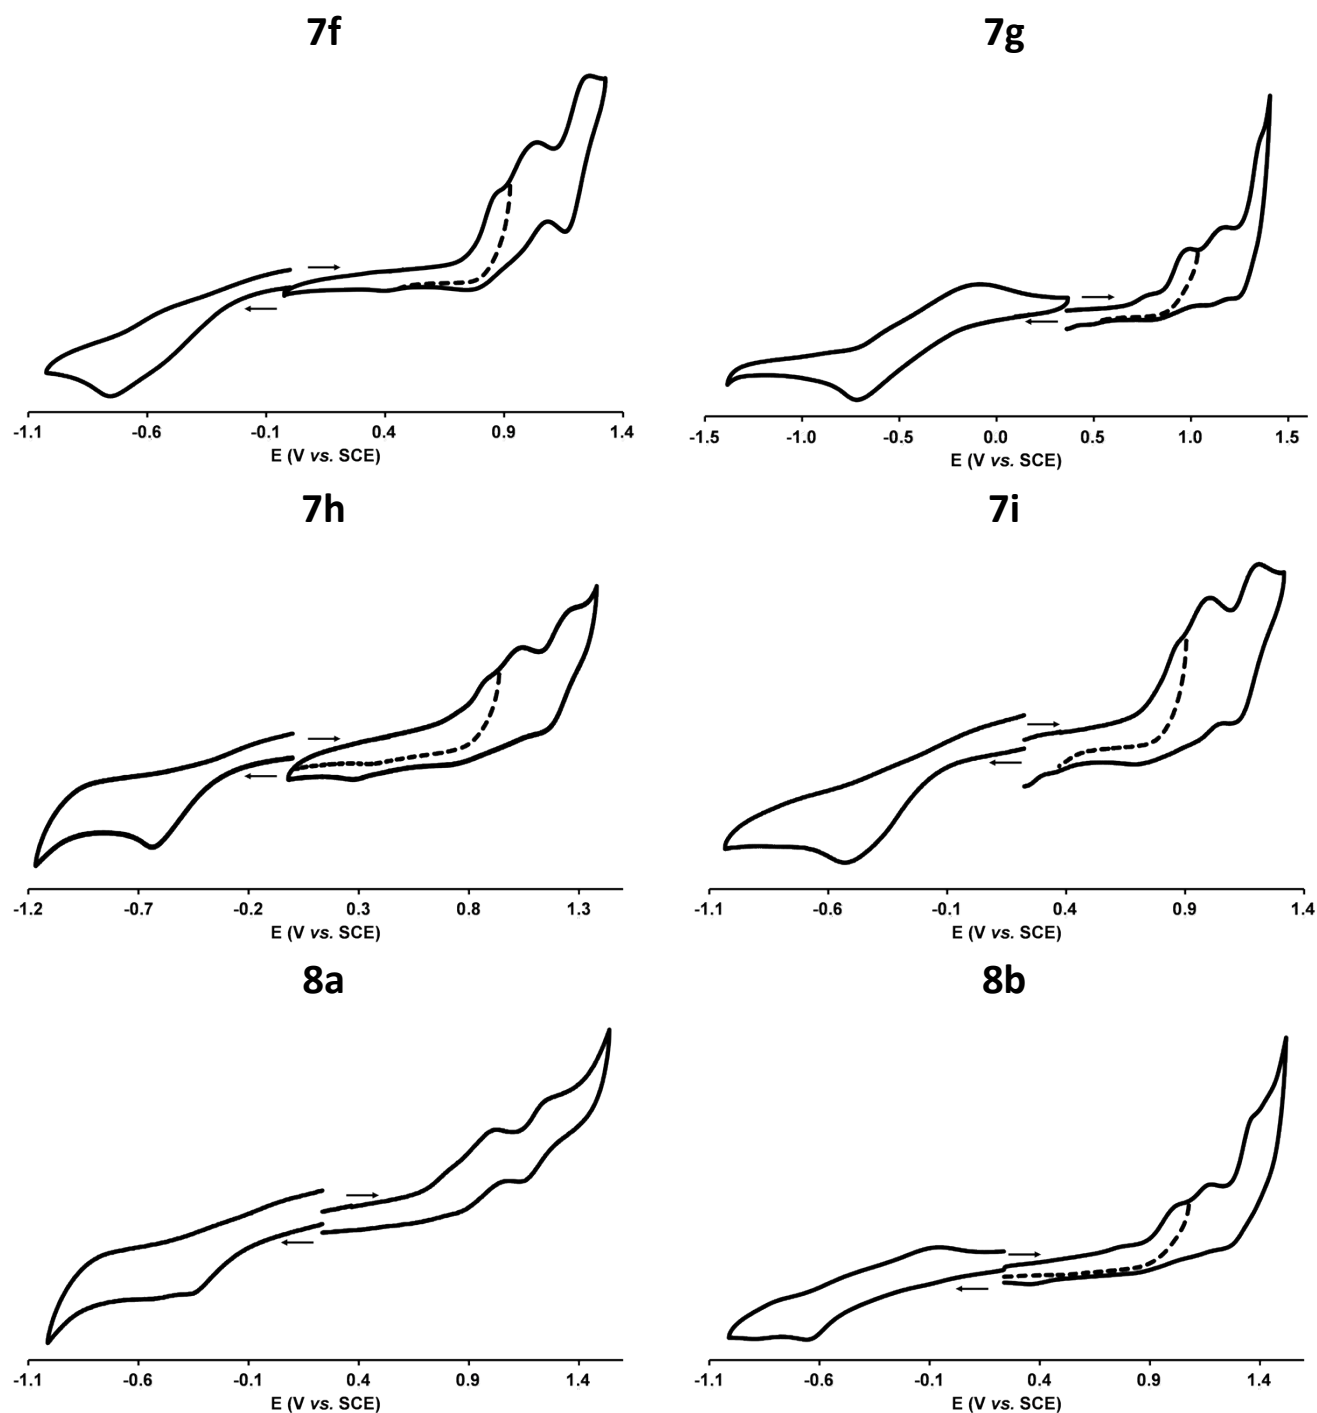 7f 7g
-1.1 -0.6 -0.1 0.4 0.9 1.4 -1.5 -1.0 -0.5 0.0 0.5 1.0 1.5
E (V vs. SCE) E (V vs. SCE)
7h 7i
-1.2 -0.7 -0.2 0.3 0.8 1.3 -1.1 -0.6 -0.1 0.4 0.9 1.4
E (V vs. SCE) E (V vs. SCE)
8a 8b
-1.1 -0.6 -0.1 0.4 0.9 1.4 -1.1 -0.6 -0.1 0.4 0.9 1.4
E (V vs. SCE) E (V vs. SCE)